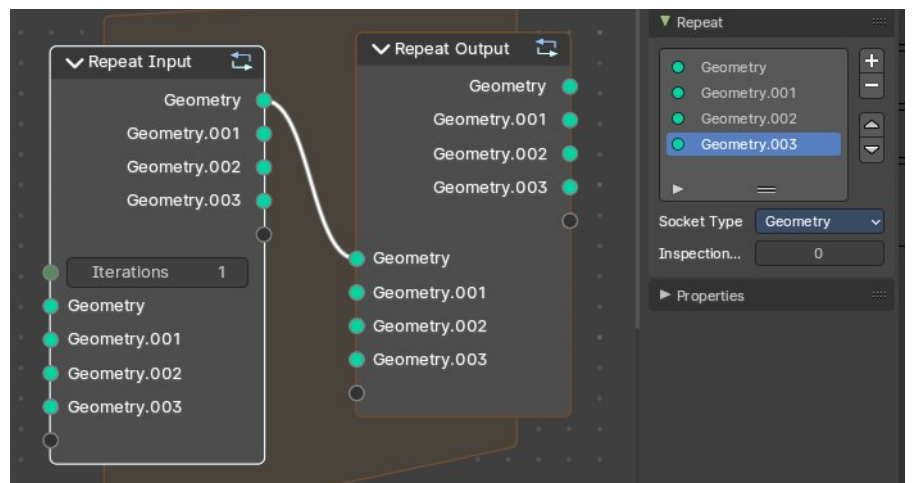 Repeat Input
Geometry
Geometry.001
Geometry.002
Geometry.003
Iterations 1
Geometry
Geometry.001
Geometry.002
Geometry.003
Repeat Output
Geometry
Geometry.001
Geometry.002
Geometry.003
Geometry
Geometry.001
Geometry.002
Geometry.003
Repeat
Geometry
Geometry.001
Geometry.002
Geometry.003
Socket Type Geometry
Inspection... 0
Properties